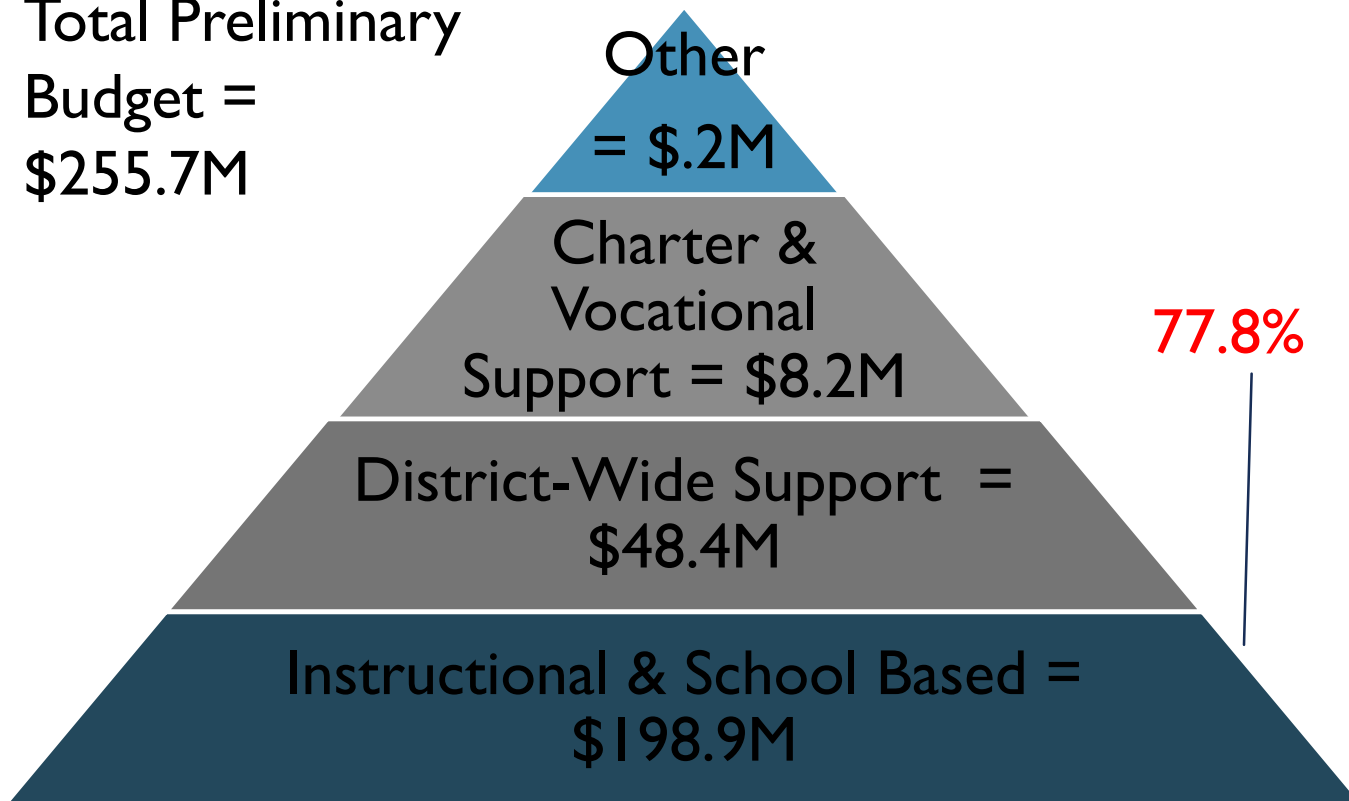 Total Preliminary
Budget =
$255.7M
Other
= $.2M
Charter &
Vocational
Support = $8.2M
77.8%
District-Wide Support =
$48.4M
Instructional & School Based =
$198.9M